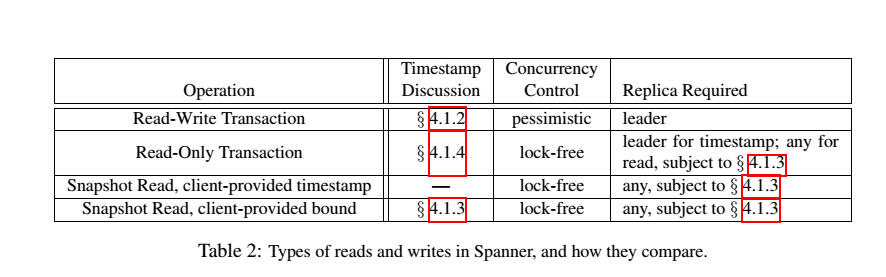 Operation Timestamp Discussion Concurrency Control Replica Required
Read-Write Transaction § 4.1.2 pessimistic leader
Read-Only Transaction § 4.1.4 lock-free leader for timestamp; any for read, subject to § 4.1.3
Snapshot Read, client-provided timestamp — lock-free any, subject to § 4.1.3
Snapshot Read, client-provided bound § 4.1.3 lock-free any, subject to § 4.1.3
Table 2: Types of reads and writes in Spanner, and how they compare.